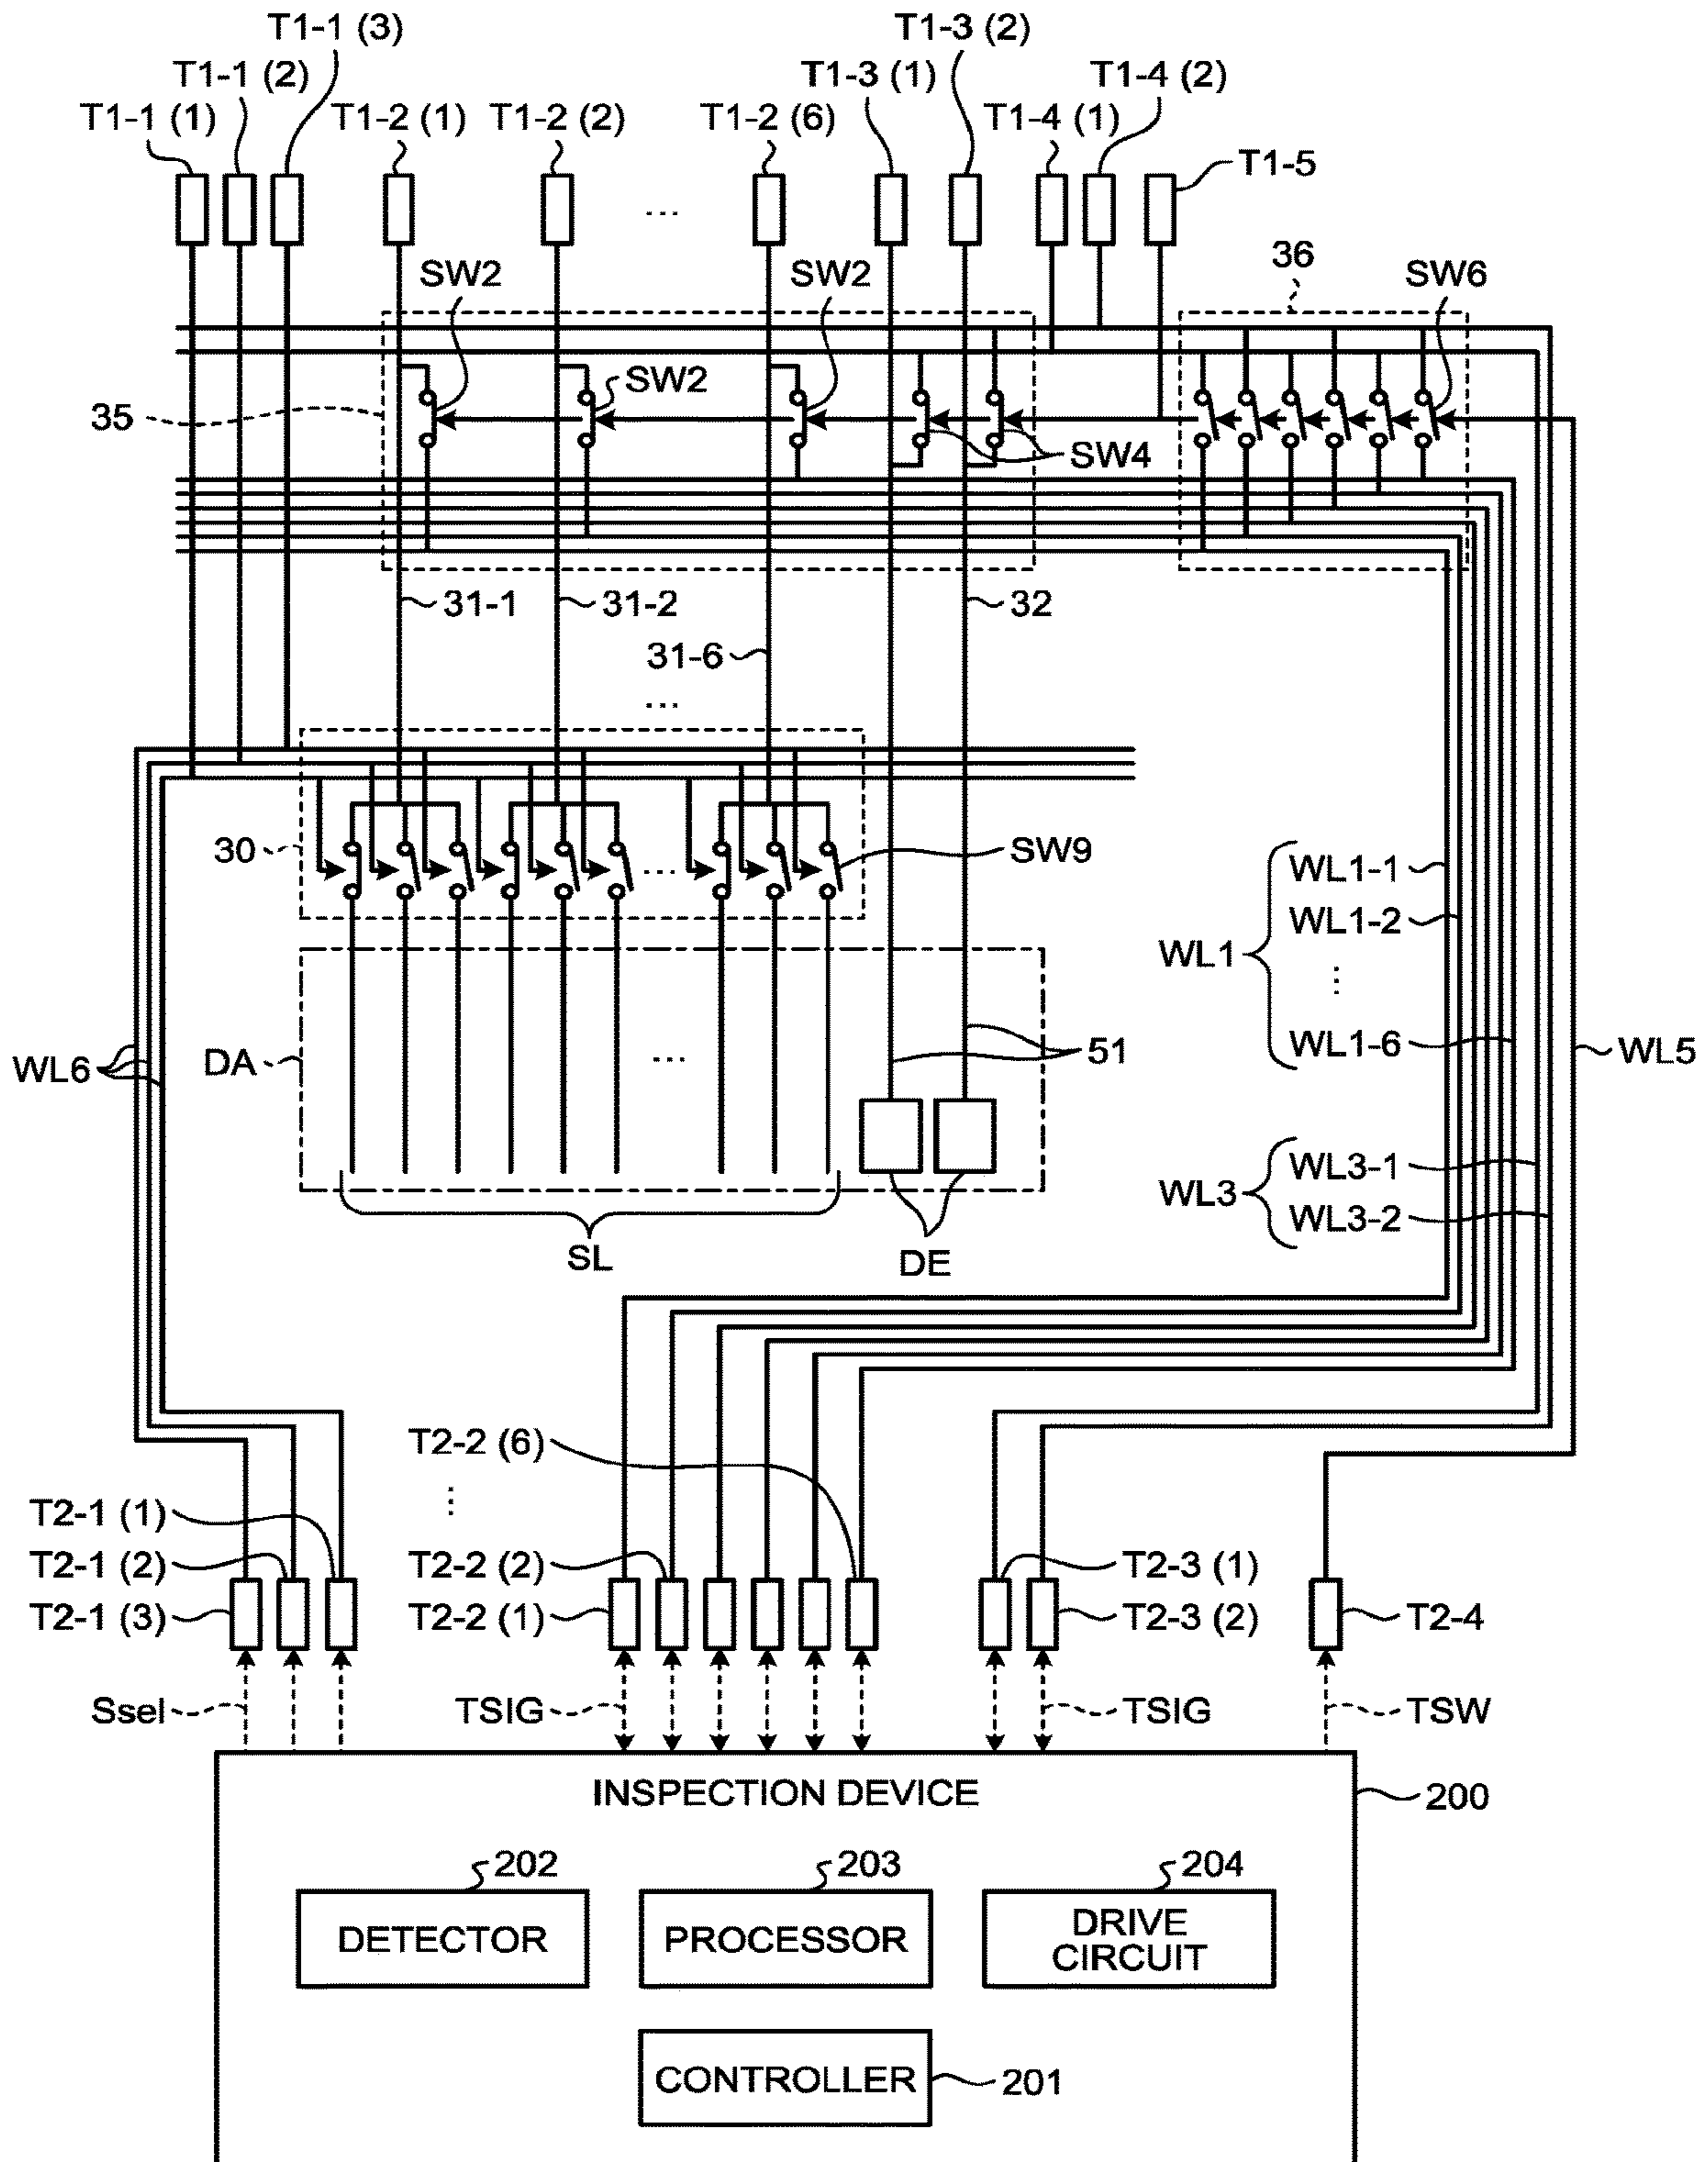 T1-1 (3)
T1-3 (2)
T1-1 (2)
T1-3 (1)
T1-4 (2)
T1-1 (1)
T1-2 (1)
T1-2 (2)
T1-2 (6)
T1-4 (1)
T1-5
...
36
SW2
SW2
SW6
SW2
35
SW4
31-1
31-2
32
31-6
...
30
...
SW9
WL1-1
WL1-2
WL1
⋮
WL1-6
WL6
DA
...
51
WL5
WL3-1
WL3
WL3-2
SL
DE
T2-2 (6)
⋮
T2-1 (1)
T2-1 (2)
T2-2 (2)
T2-3 (1)
T2-1 (3)
T2-2 (1)
T2-3 (2)
T2-4
Ssel
TSIG
TSIG
TSW
INSPECTION DEVICE
200
202
203
204
DETECTOR
PROCESSOR
DRIVE
CIRCUIT
CONTROLLER
201